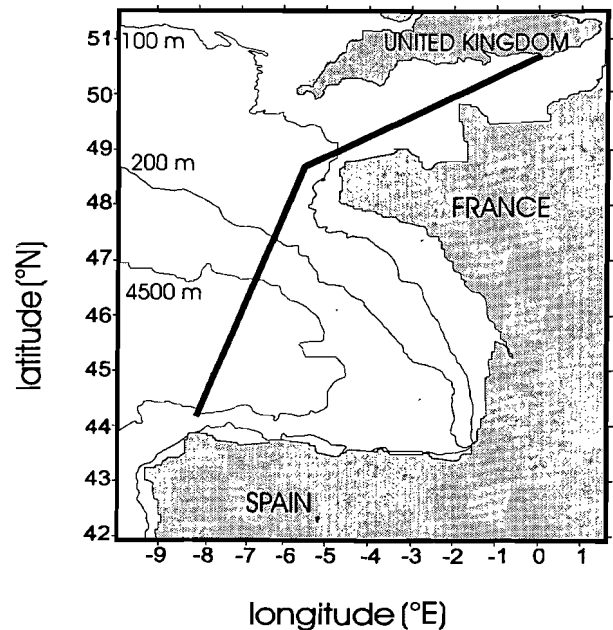 51
100 m
UNITED KINGDOM
50
49
200 m
48
FRANCE
47
4500 m
46
45
44
43
SPAIN
42
-9 -8 -7 -6 -5 -4 -3 -2 -1 0 1
latitude (°N)
longitude (°E)